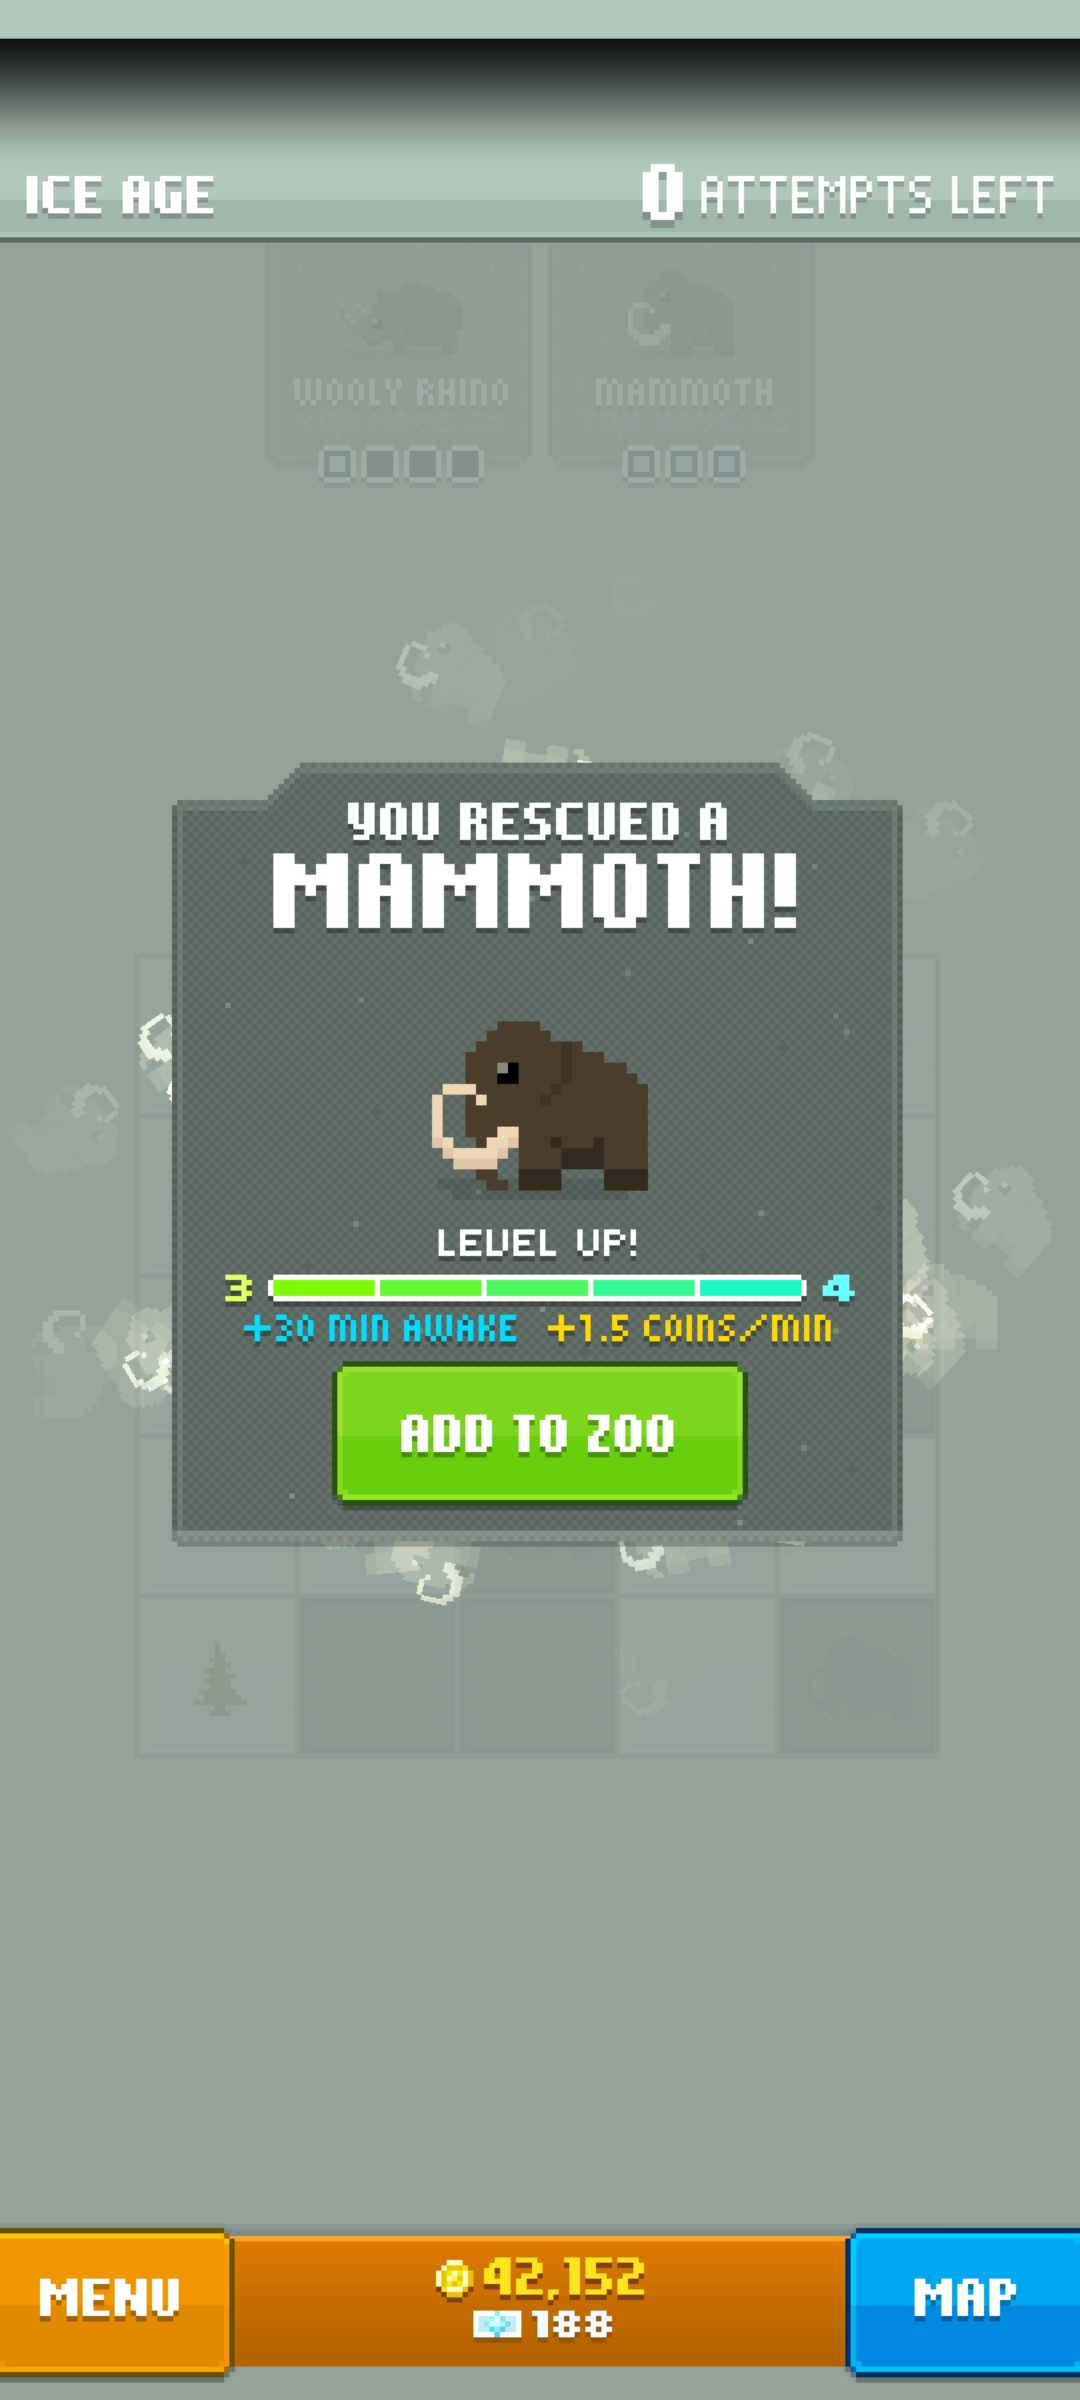 ICE AGE
0 ATTEMPTS LEFT
WOOLY RHINO
MAMMOTH
YOU RESCUED A
MAMMOTH!
LEVEL UP!
3 4
+30 MIN AWAKE +1.5 COINS/MIN
ADD TO ZOO
MENU
42,152
188
MAP